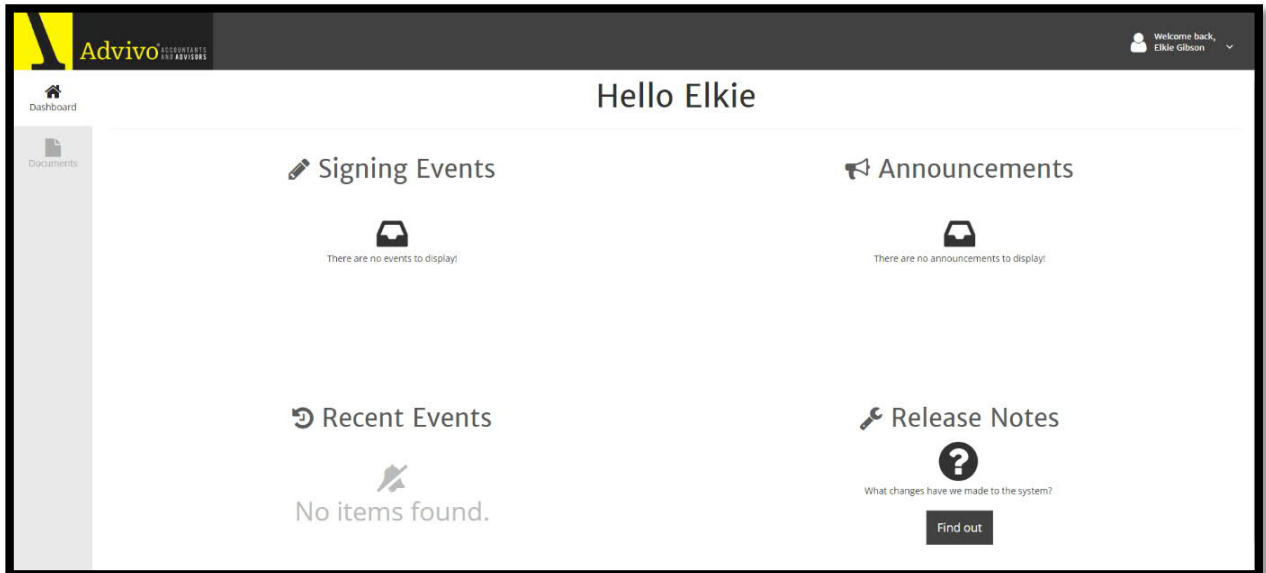 Advivo ACCOUNTANTS
AND ADVISORS
Welcome back,
Elkie Gibson
Dashboard
Documents
Hello Elkie
Signing Events
There are no events to display!
Announcements
There are no announcements to display!
Recent Events
No items found.
Release Notes
What changes have we made to the system?
Find out